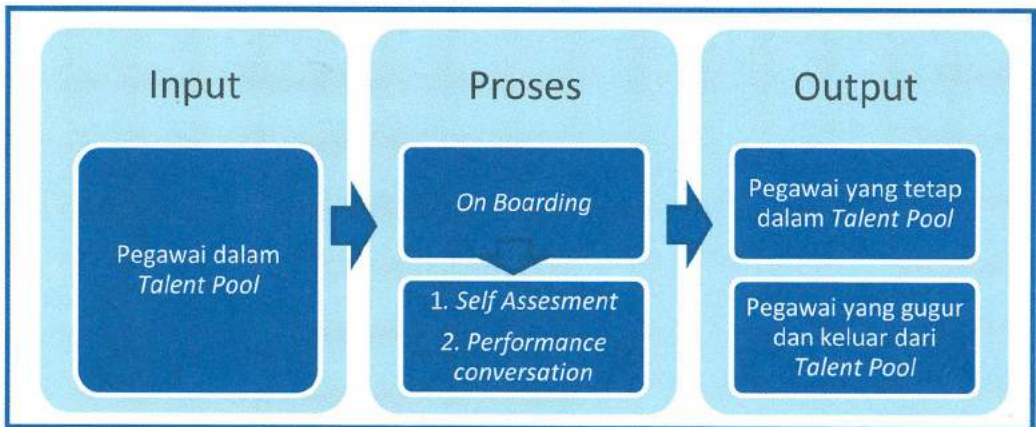 Input
Pegawai dalam
Talent Pool
Proses
On Boarding
1. Self Assesment
2. Performance
conversation
Output
Pegawai yang tetap
dalam Talent Pool
Pegawai yang gugur
dan keluar dari
Talent Pool